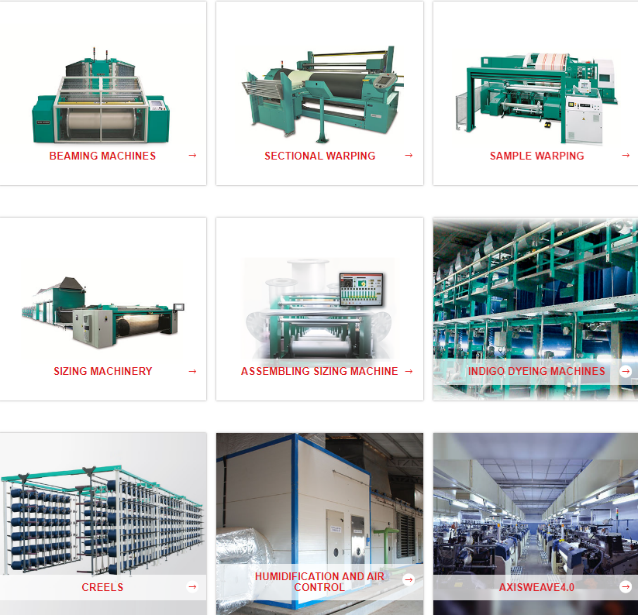 BEAMING MACHINES →
SECTIONAL WARPING →
SAMPLE WARPING →
SIZING MACHINERY →
ASSEMBLING SIZING MACHINE →
INDIGO DYEING MACHINES →
CREELS →
HUMIDIFICATION AND AIR
CONTROL →
AXISWEAVE4.0 →